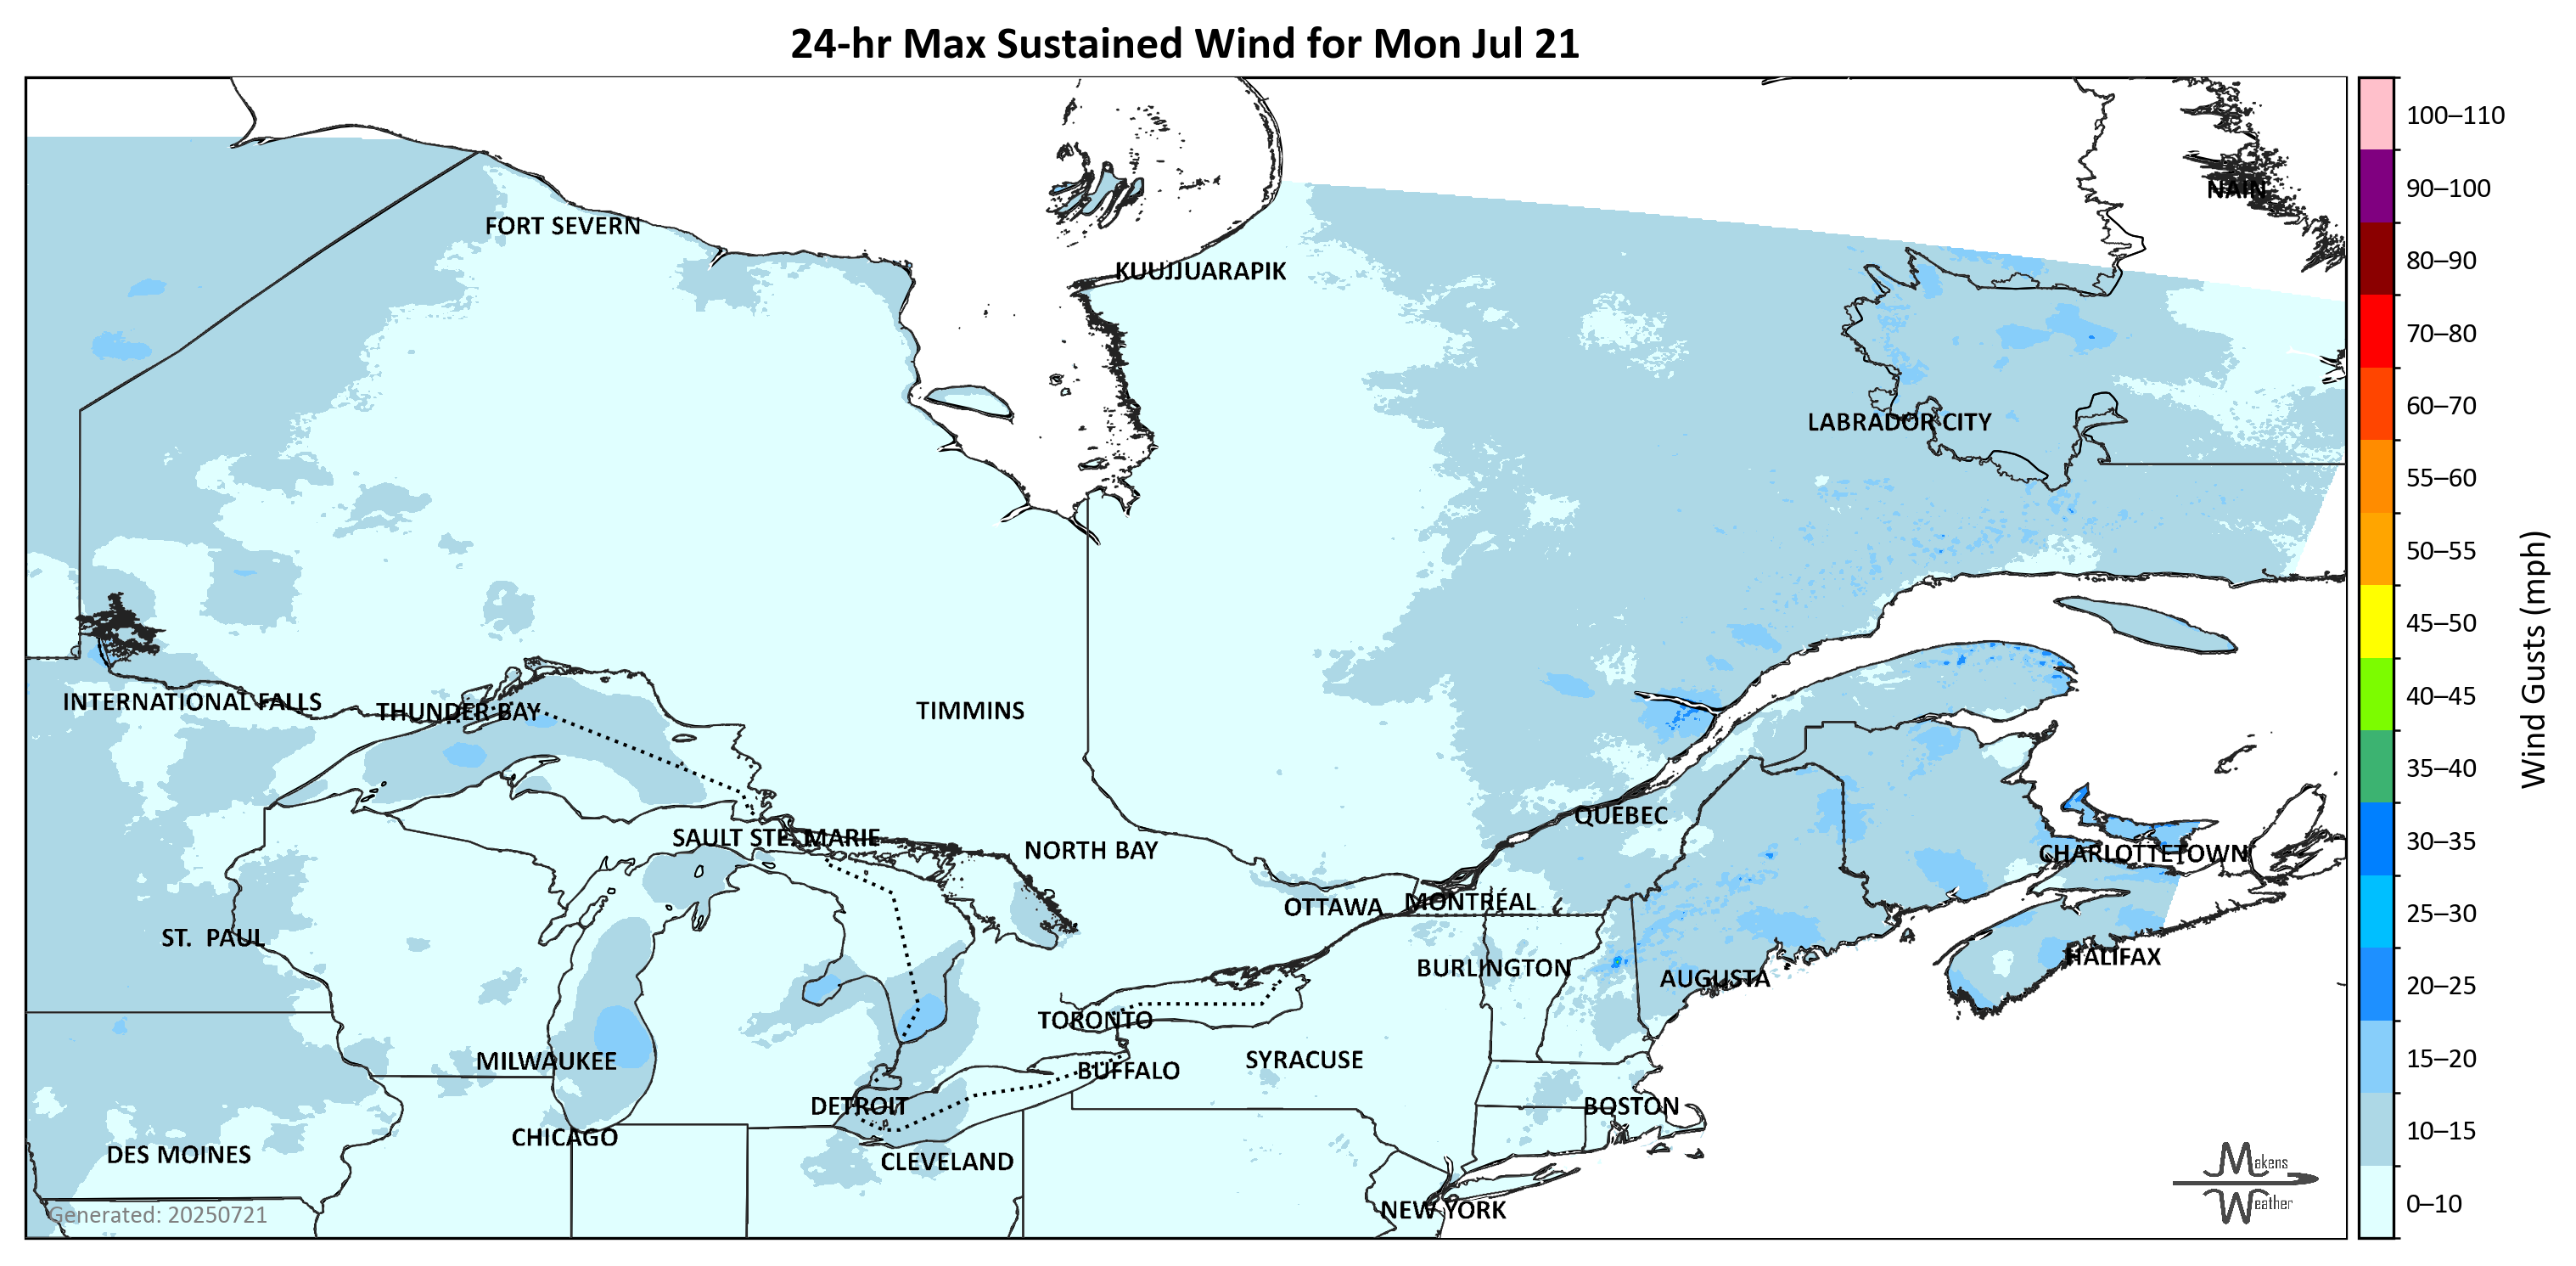 24-hr Max Sustained Wind for Mon Jul 21
100–110
90–100
80–90
70–80
60–70
55–60
50–55
45–50
40–45
35–40
30–35
25–30
20–25
15–20
10–15
0–10
Wind Gusts (mph)
NAIN
FORT SEVERN
KUUJJUARAPIK
LABRADOR CITY
INTERNATIONAL FALLS
THUNDER BAY
TIMMINS
QUEBEC
SAULT STE. MARIE
NORTH BAY
CHARLOTTETOWN
OTTAWA
MONTRÉAL
ST. PAUL
BURLINGTON
AUGUSTA
HALIFAX
TORONTO
MILWAUKEE
BUFFALO
SYRACUSE
DETROIT
BOSTON
CHICAGO
DES MOINES
CLEVELAND
NEW YORK
Makens
Weather
Generated: 20250721